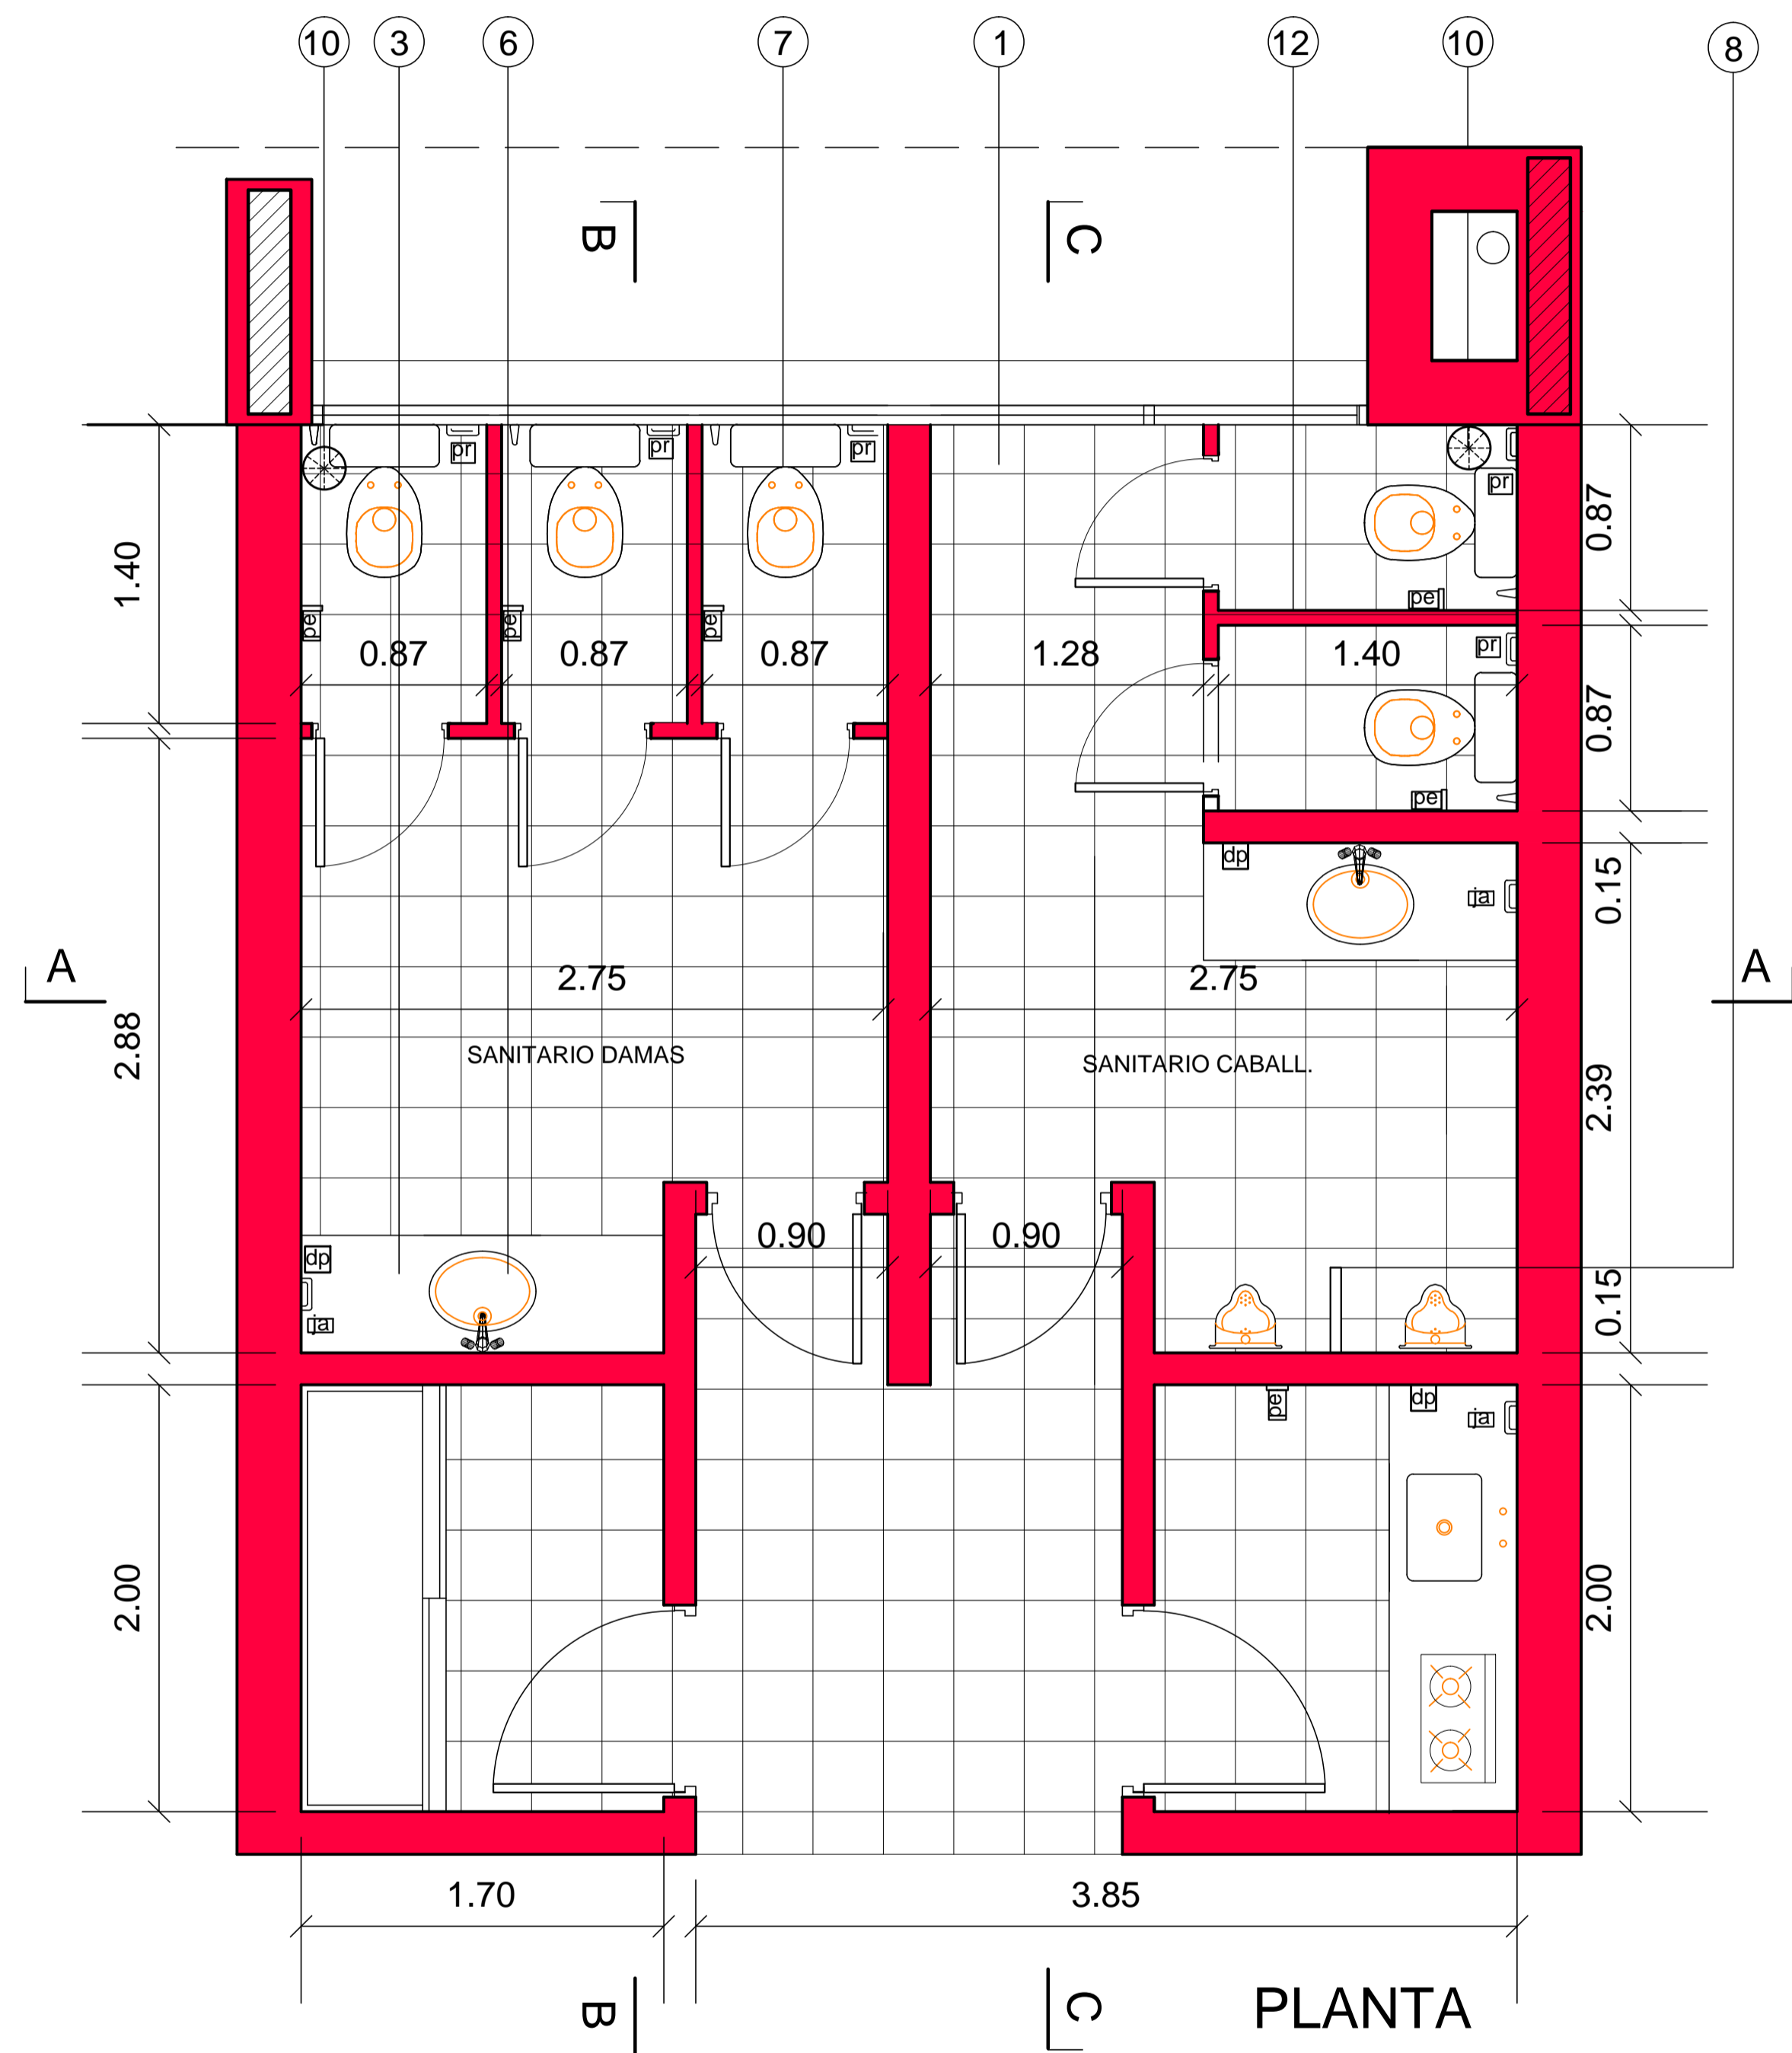 10 3 6 7 1 12 10 8
B C
pr pr pr pr
0.87
1.40
pe pe pe pe
0.87 0.87 0.87 1.28 1.40
pr
0.87
pe
dp
ja
0.15
A A
2.75 2.75
2.88
SANITARIO DAMAS SANITARIO CABALL.
2.39
0.90 0.90
dp
ja
0.15
pe dp ja
2.00 2.00
1.70 3.85
B C PLANTA